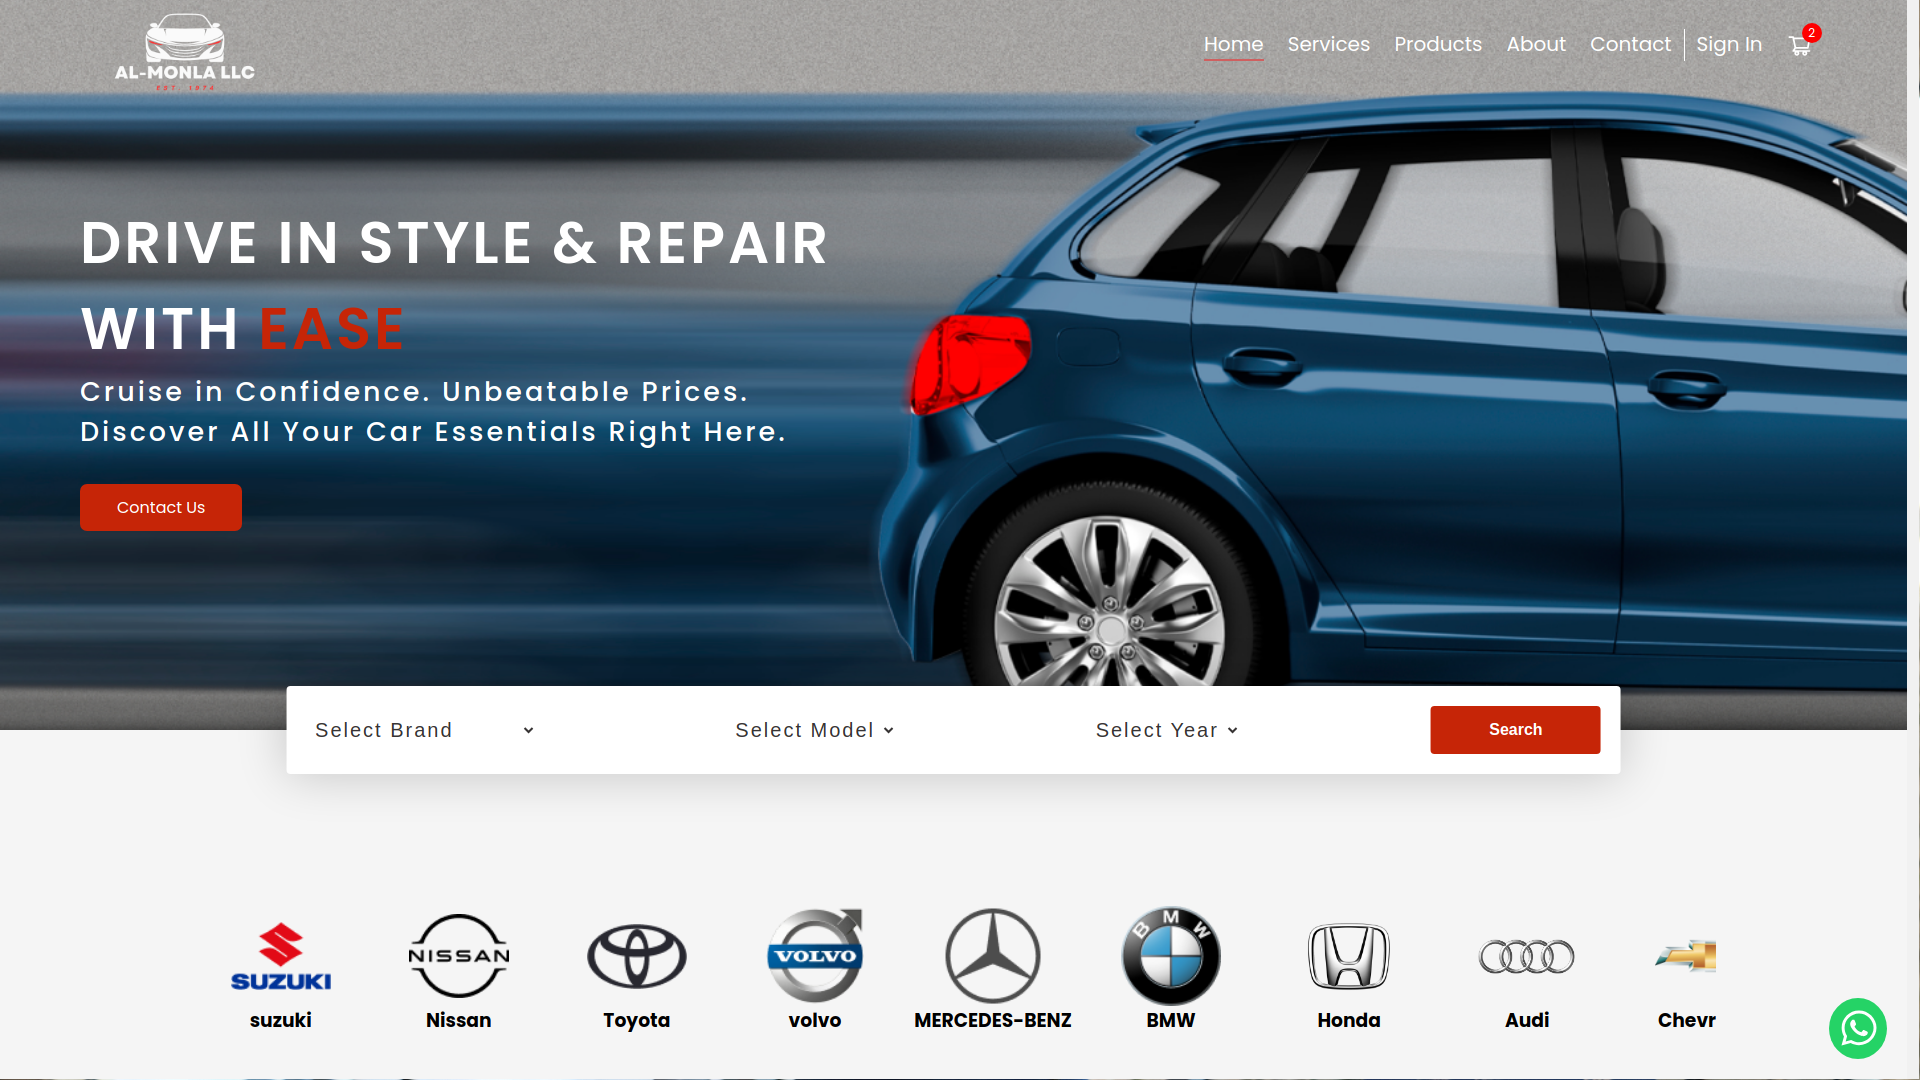 AL-MONLA LLC
EST. 1974
Home
Services
Products
About
Contact
Sign In
2
DRIVE IN STYLE & REPAIR
WITH EASE
Cruise in Confidence. Unbeatable Prices.
Discover All Your Car Essentials Right Here.
Contact Us
Select Brand
Select Model
Select Year
Search
SUZUKI
NISSAN
VOLVO
BMW
suzuki
Nissan
Toyota
volvo
MERCEDES-BENZ
BMW
Honda
Audi
Chevr